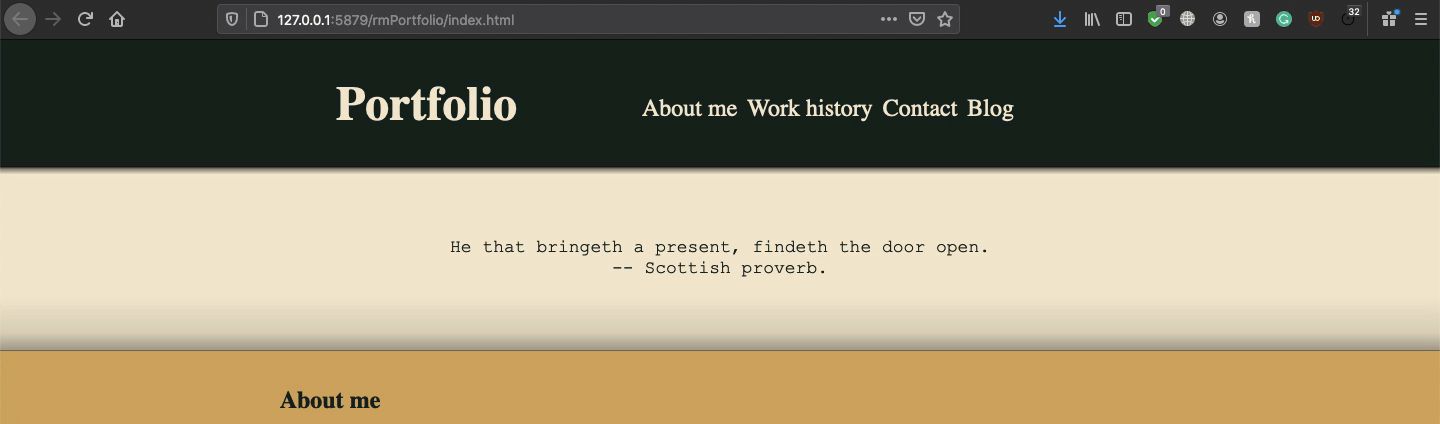 127.0.0.1:5879/rmPortfolio/index.html
0
32
Portfolio
About me Work history Contact Blog
He that bringeth a present, findeth the door open.
-- Scottish proverb.
About me